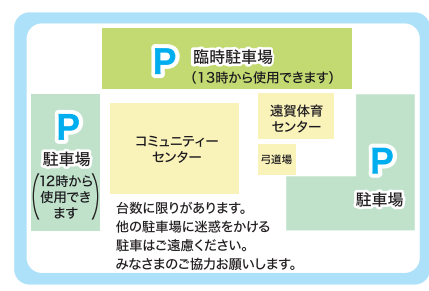 P 臨時駐車場
（13時から使用できます）
遠賀体育
センター
コミュニティー
センター
弓道場
P
駐車場
（12時から
使用でき
ます）
P
駐車場
台数に限りがあります。
他の駐車場に迷惑をかける
駐車はご遠慮ください。
みなさまのご協力お願いします。